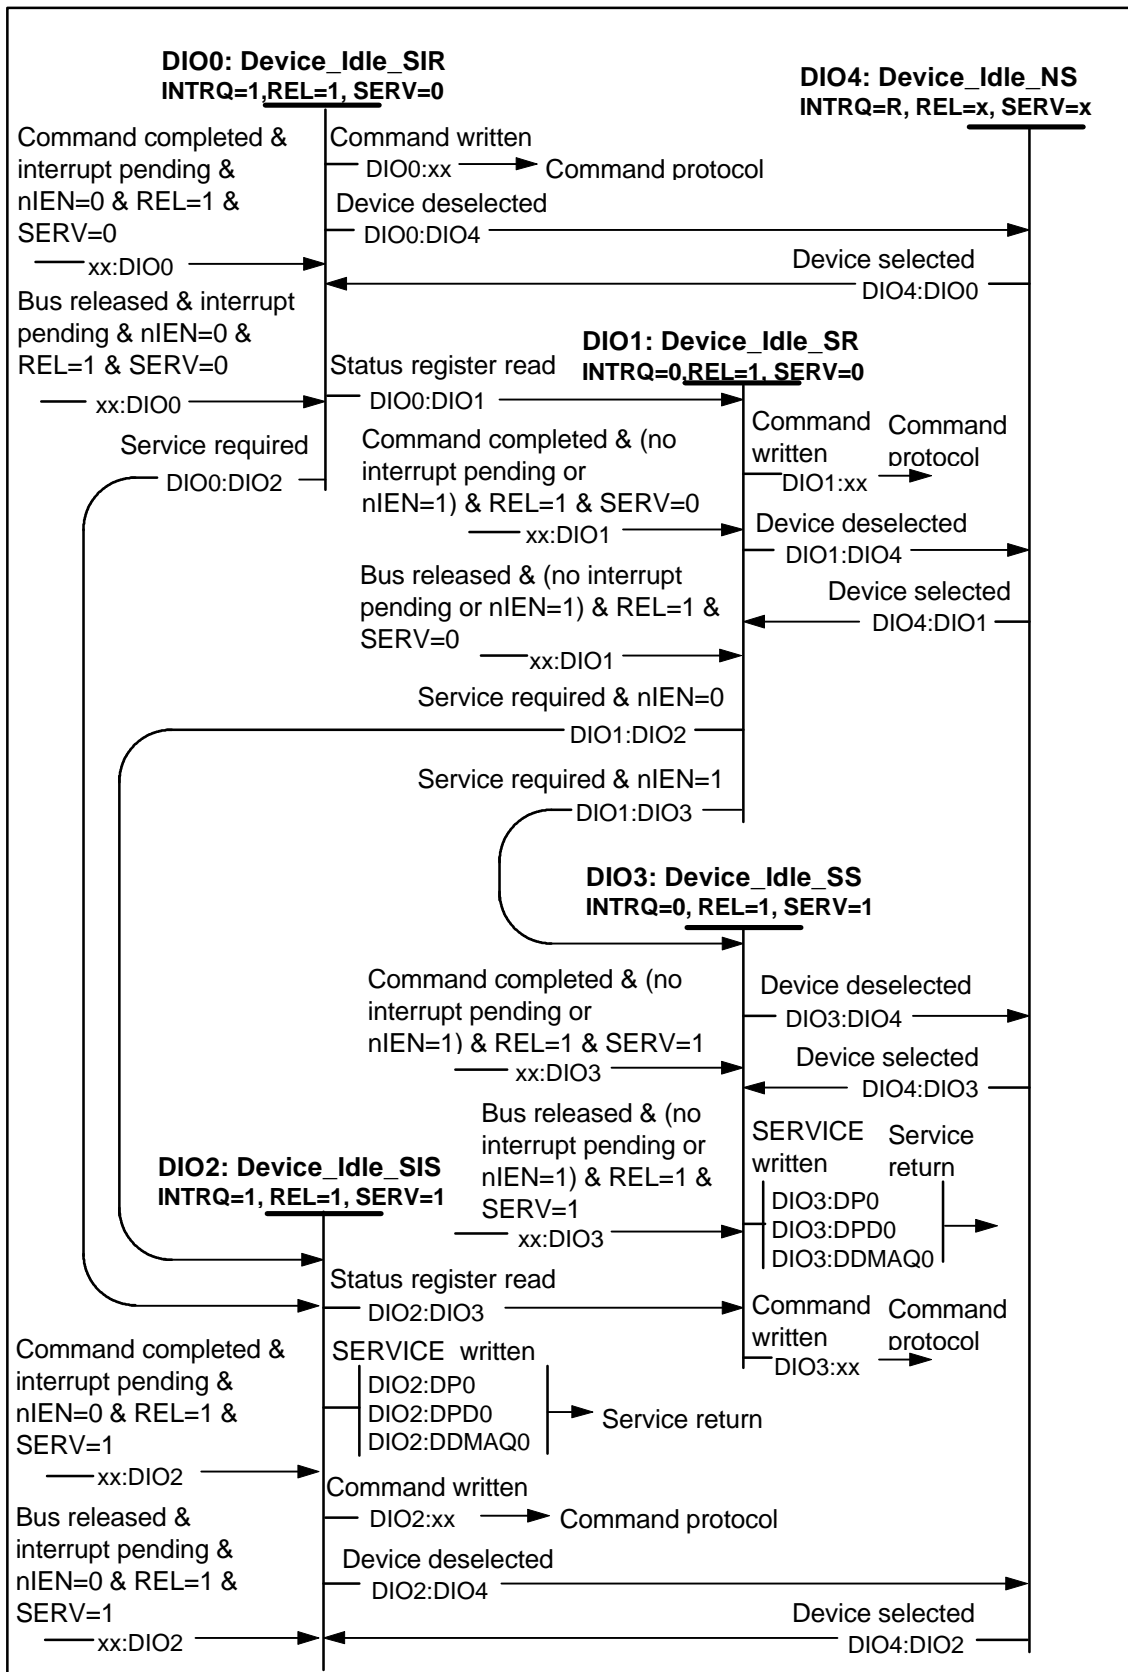 DIO0: Device_Idle_SIR
INTRQ=1,REL=1, SERV=0
DIO4: Device_Idle_NS
INTRQ=R, REL=x, SERV=x
Command completed &
interrupt pending &
nIEN=0 & REL=1 &
SERV=0
xx:DIO0
Command written
DIO0:xx
Command protocol
Device deselected
DIO0:DIO4
Device selected
DIO4:DIO0
Bus released & interrupt
pending & nIEN=0 &
REL=1 & SERV=0
xx:DIO0
Status register read
DIO0:DIO1
Service required
DIO0:DIO2
DIO1: Device_Idle_SR
INTRQ=0,REL=1, SERV=0
Command
written
DIO1:xx
Command
protocol
Command completed & (no
interrupt pending or
nIEN=1) & REL=1 & SERV=0
xx:DIO1
Device deselected
DIO1:DIO4
Bus released & (no interrupt
pending or nIEN=1) & REL=1 &
SERV=0
xx:DIO1
Device selected
DIO4:DIO1
Service required & nIEN=0
DIO1:DIO2
Service required & nIEN=1
DIO1:DIO3
DIO3: Device_Idle_SS
INTRQ=0, REL=1, SERV=1
Command completed & (no
interrupt pending or
nIEN=1) & REL=1 & SERV=1
xx:DIO3
Device deselected
DIO3:DIO4
Device selected
DIO4:DIO3
Bus released & (no
interrupt pending or
nIEN=1) & REL=1 &
SERV=1
xx:DIO3
SERVICE
written
DIO3:DP0
DIO3:DPD0
DIO3:DDMAQ0
Service
return
Command
written
DIO3:xx
Command
protocol
DIO2: Device_Idle_SIS
INTRQ=1, REL=1, SERV=1
Status register read
DIO2:DIO3
Command completed &
interrupt pending &
nIEN=0 & REL=1 &
SERV=1
xx:DIO2
SERVICE written
DIO2:DP0
DIO2:DPD0
DIO2:DDMAQ0
Service return
Command written
DIO2:xx
Command protocol
Bus released &
interrupt pending &
nIEN=0 & REL=1 &
SERV=1
xx:DIO2
Device deselected
DIO2:DIO4
Device selected
DIO4:DIO2